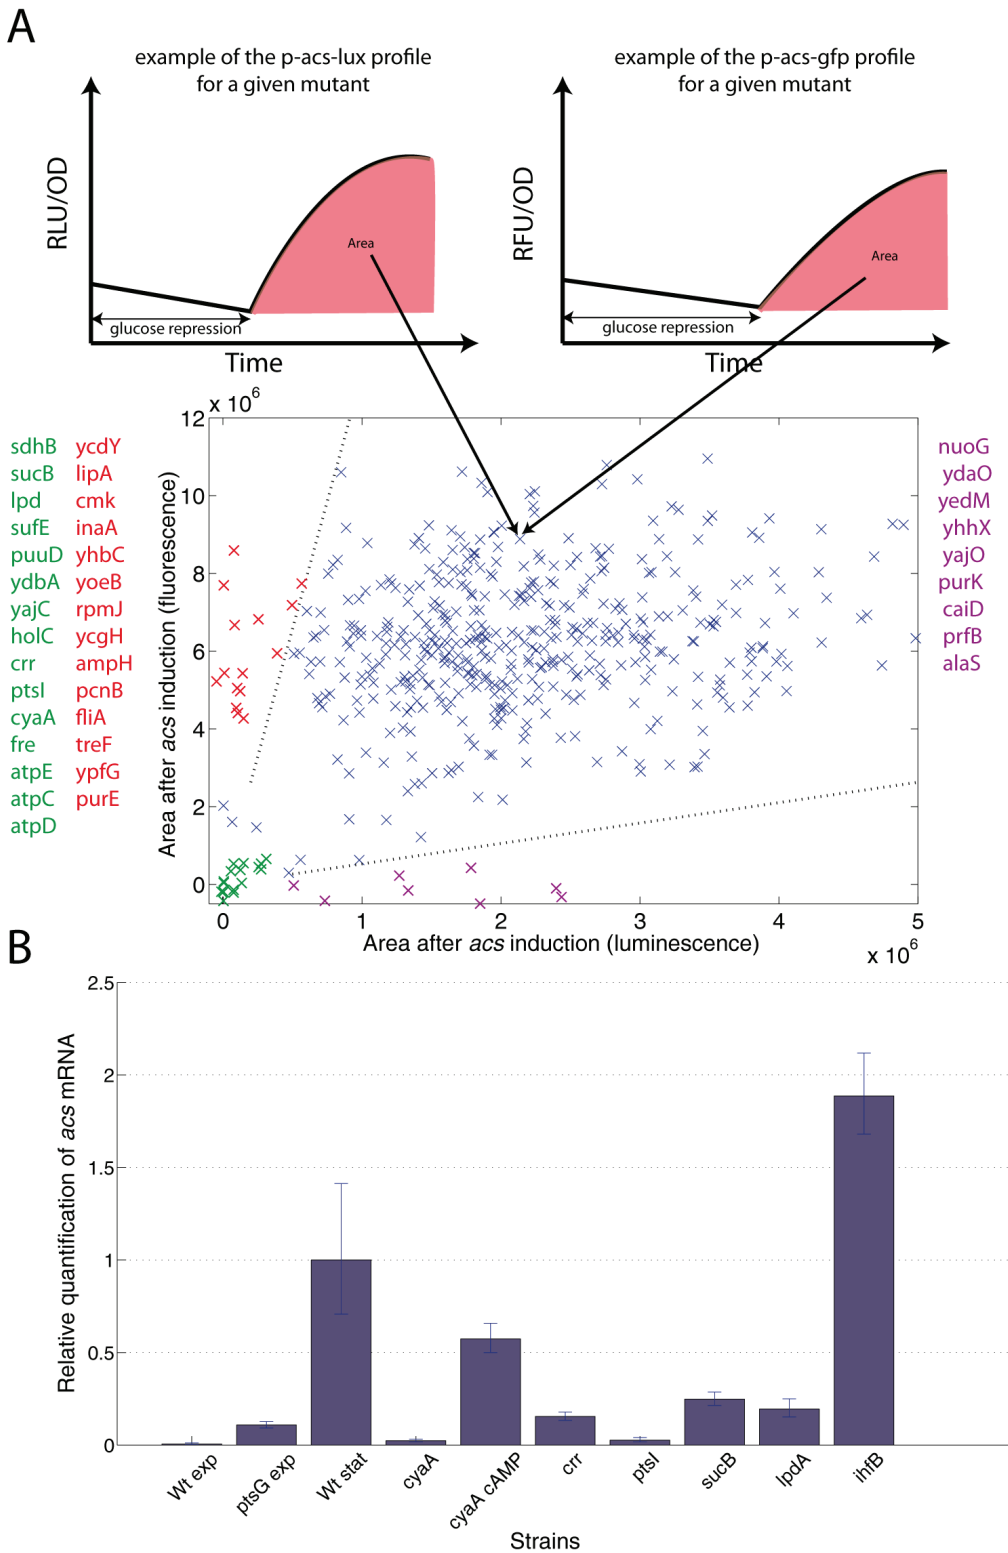 A
example of the p-acs-lux profile
for a given mutant
RLU/OD
Area
glucose repression
Time
example of the p-acs-gfp profile
for a given mutant
RFU/OD
Area
glucose repression
Time
sdhB ycdY
sucB lipA
lpd cmk
sufE inaA
puuD yhbC
ydbA yoeB
yajC rpmJ
holC ycgH
crr ampH
ptsI pcnB
cyaA fliA
fre treF
atpE ypfG
atpC purE
atpD
x 10⁶
Area after acs induction (fluorescence)
12
10
8
6
4
2
0
0 1 2 3 4 5
Area after acs induction (luminescence)
x 10⁶
nuoG
ydaO
yedM
yhhX
yajO
purK
caiD
prfB
alaS
B
Relative quantification of acs mRNA
2.5
2
1.5
1
0.5
0
Wt exp
ptsG exp
Wt stat
cyaA
cyaA cAMP
crr
ptsI
sucB
lpdA
ihfB
Strains